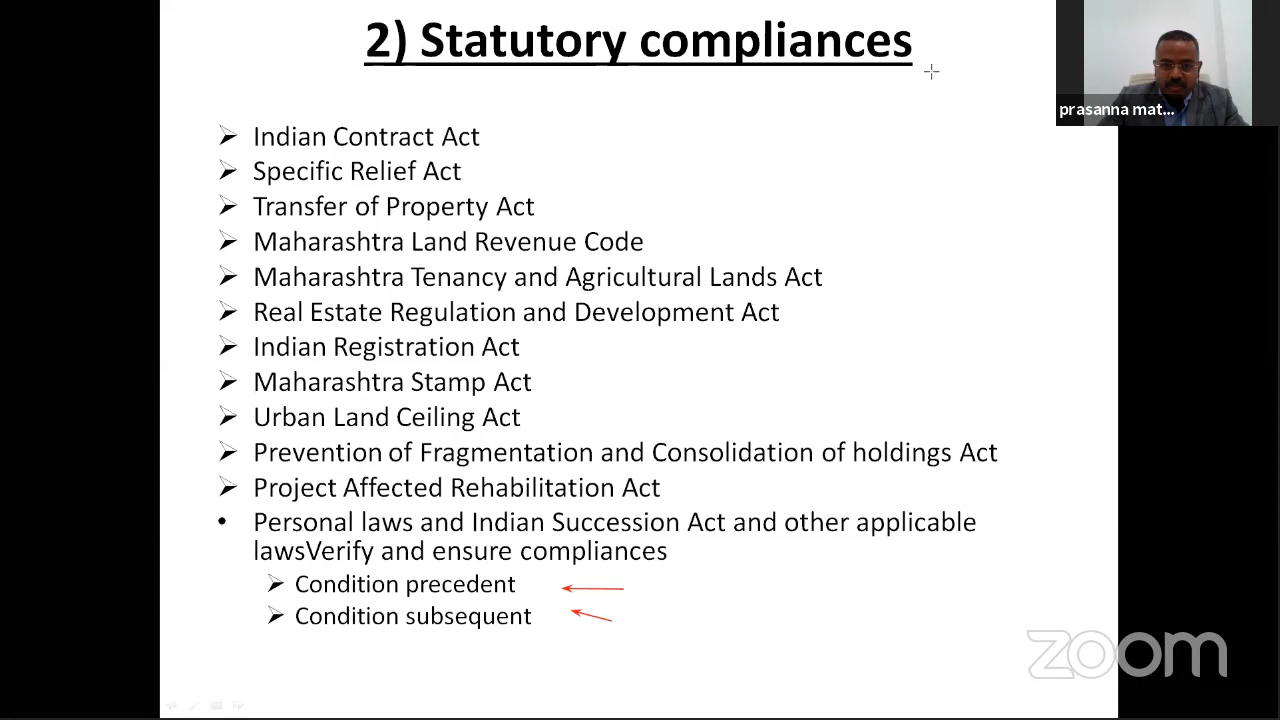 2) Statutory compliances
prasanna mat...
Indian Contract Act
Specific Relief Act
Transfer of Property Act
Maharashtra Land Revenue Code
Maharashtra Tenancy and Agricultural Lands Act
Real Estate Regulation and Development Act
Indian Registration Act
Maharashtra Stamp Act
Urban Land Ceiling Act
Prevention of Fragmentation and Consolidation of holdings Act
Project Affected Rehabilitation Act
Personal laws and Indian Succession Act and other applicable
lawsVerify and ensure compliances
Condition precedent
Condition subsequent
zoom